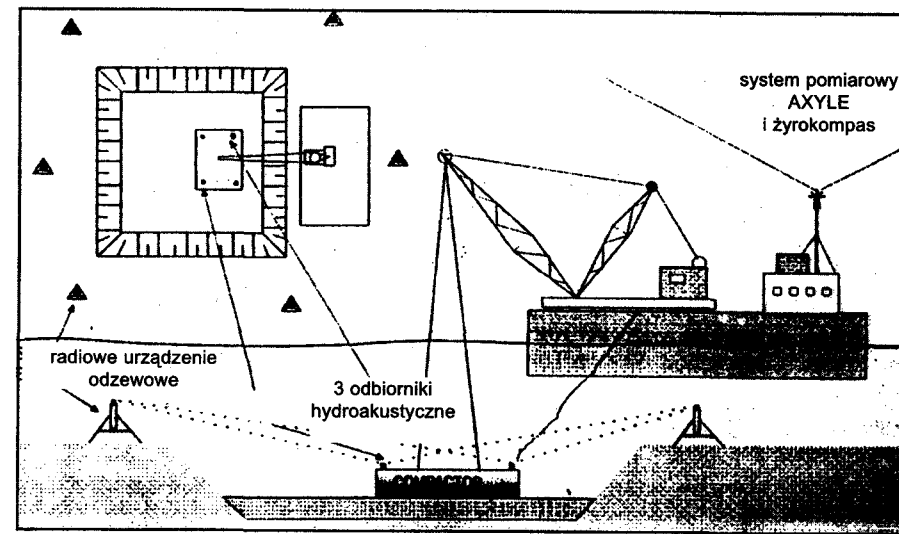 system pomiarowy
AXYLE
i żyrokompas
radiowe urządzenie
odzewowe
3 odbiorniki
hydroakustyczne
COMPACTOR